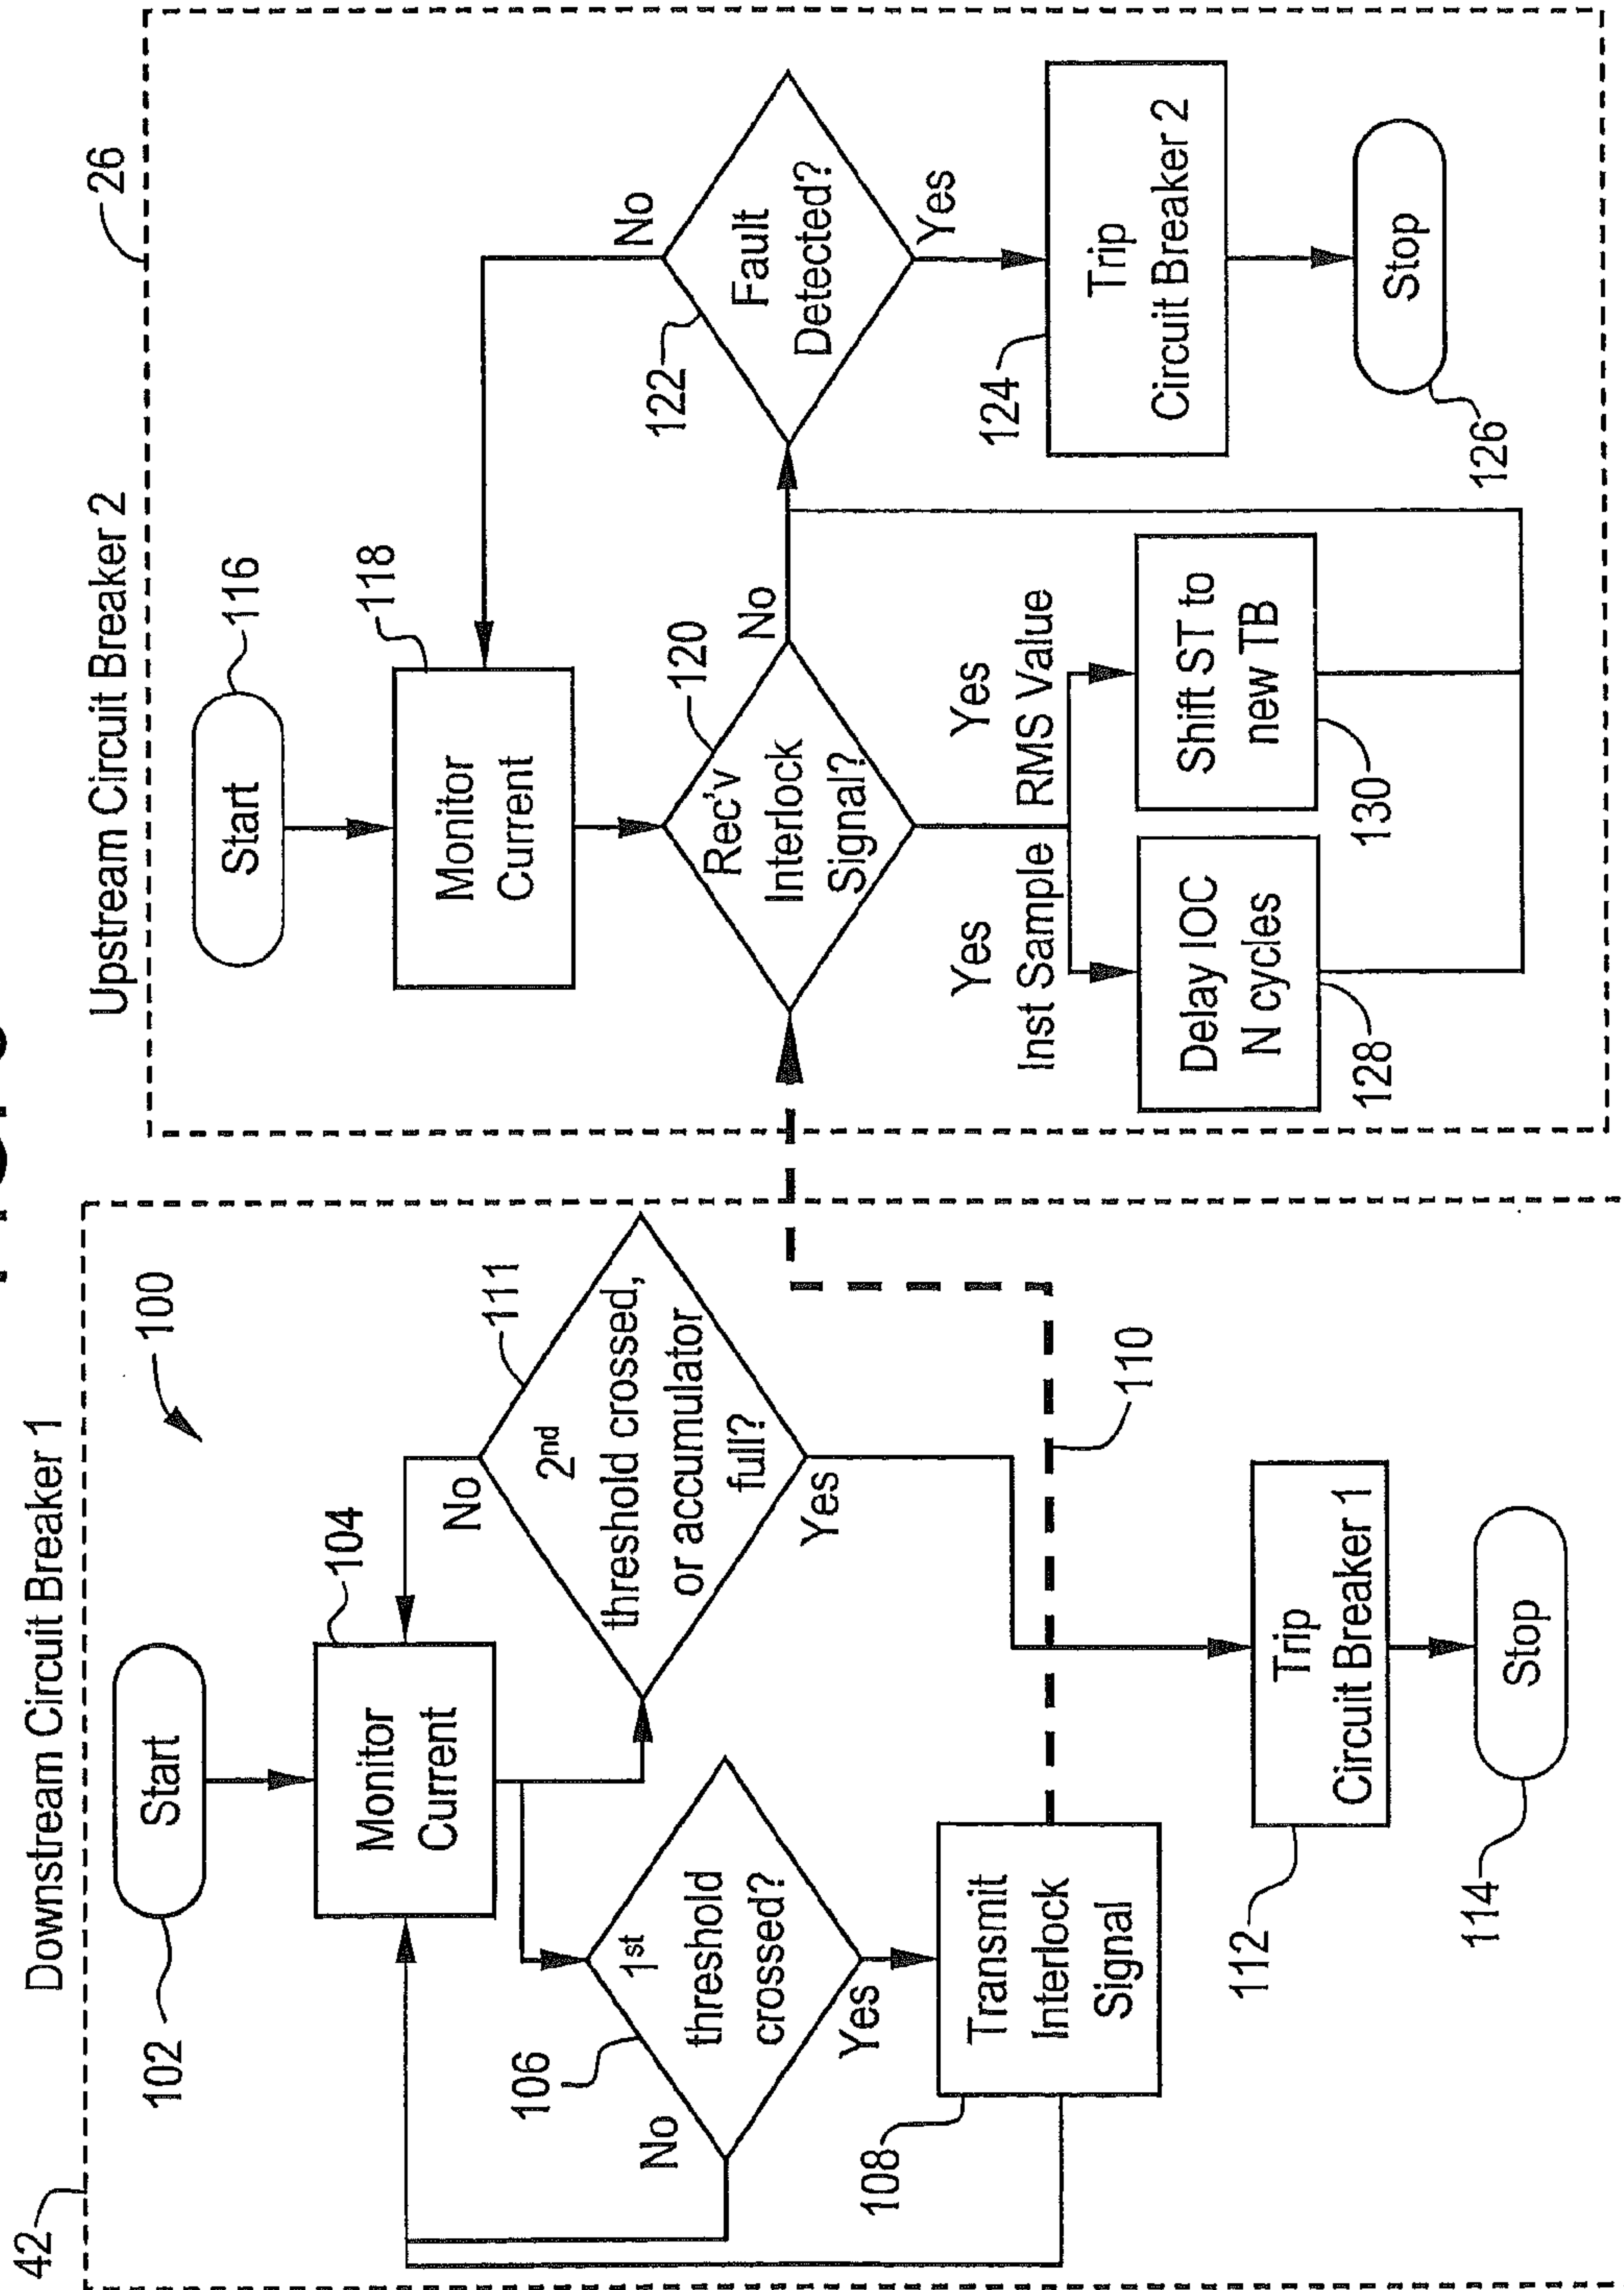 Downstream Circuit Breaker 1
42
100
102
Start
104
Monitor
Current
No
111
2nd
threshold crossed,
or accumulator
full?
Yes
106
1st
threshold
crossed?
No
Yes
108
Transmit
Interlock
Signal
110
112
Trip
Circuit Breaker 1
114
Stop
Upstream Circuit Breaker 2
26
116
Start
118
Monitor
Current
120
Rec'v
Interlock
Signal?
No
122
Fault
Detected?
No
Yes
124
Trip
Circuit Breaker 2
126
Stop
Yes
Inst Sample
Yes
RMS Value
Delay IOC
N cycles
128
Shift ST to
new TB
130